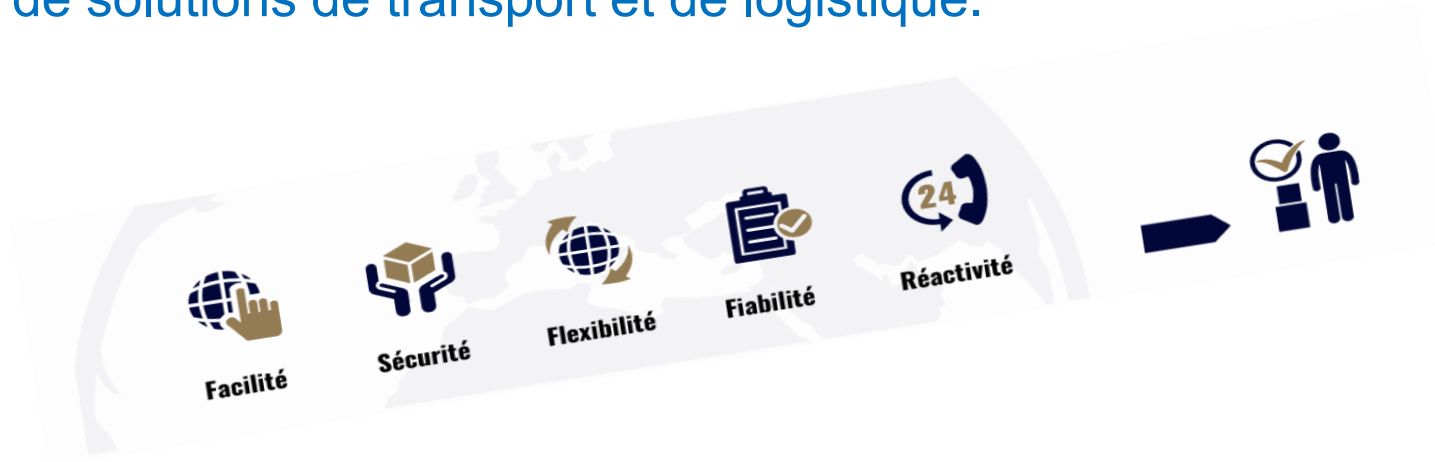 de solutions de transport et de logistique.
24
Facilité
Sécurité
Flexibilité
Fiabilité
Réactivité